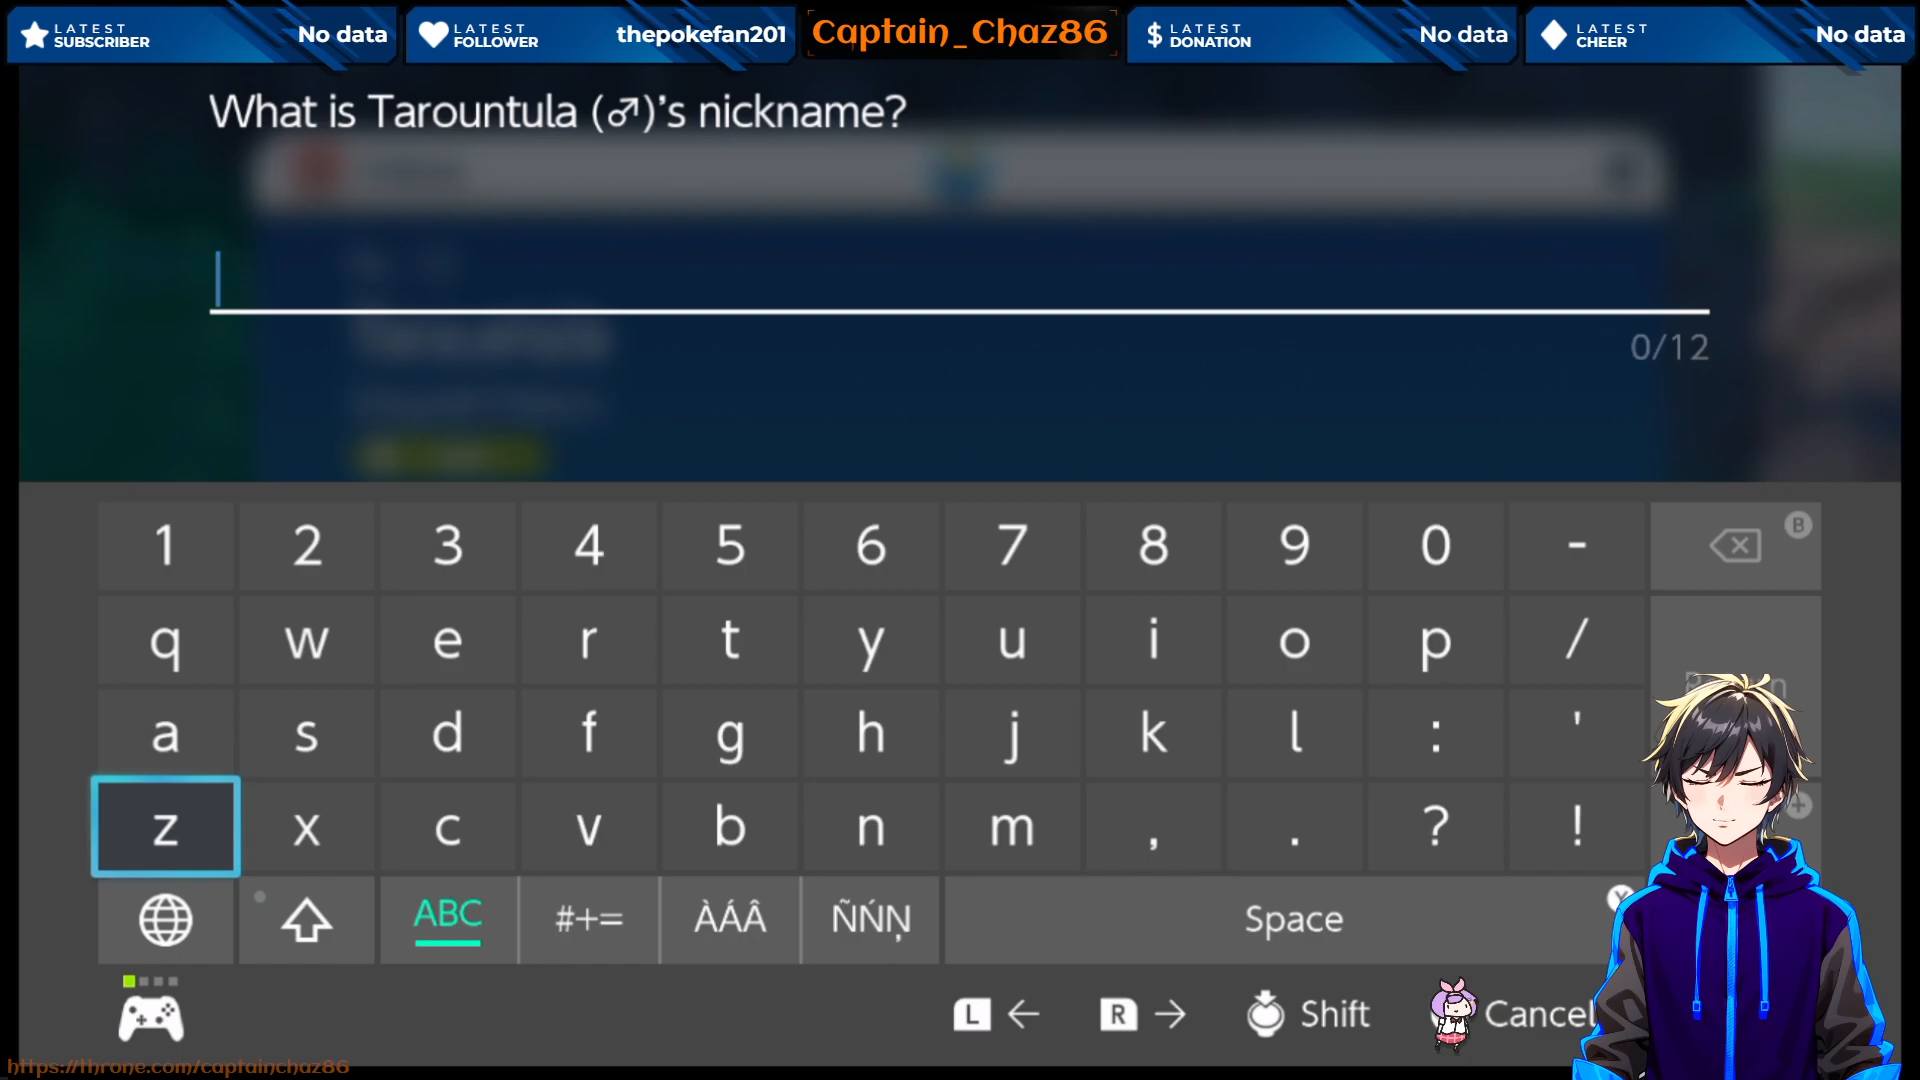 LATEST
SUBSCRIBER
No data
LATEST
FOLLOWER
thepokefan201
Captain_Chaz86
$ LATEST
DONATION
No data
LATEST
CHEER
No data
What is Tarountula (♂)'s nickname?
0/12
1 2 3 4 5 6 7 8 9 0 - B
q w e r t y u i o p /
a s d f g h j k l : '
z x c v b n m , . ? ! +
ABC #+= ÀÁÂ ÑŃŅ Space Y
L ← R → Shift Cancel
https://throne.com/captainchaz86